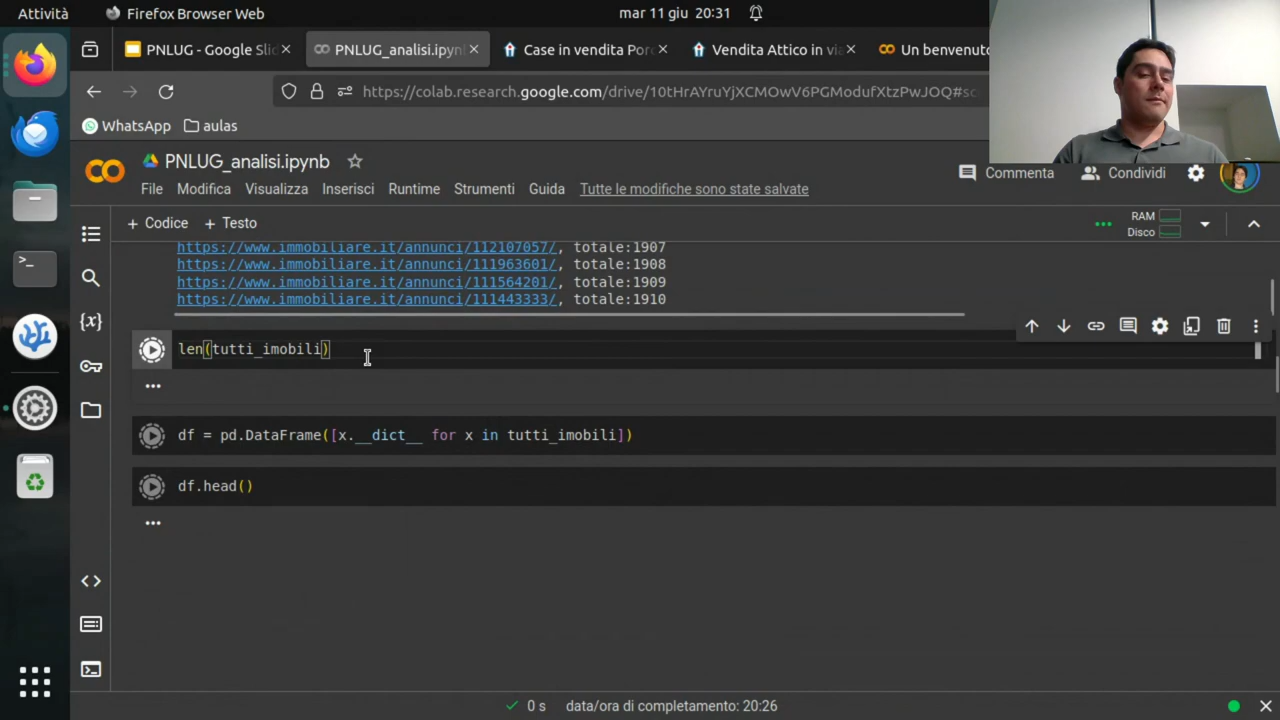 Attività
Firefox Browser Web
mar 11 giu 20:31
PNLUG - Google Slid
PNLUG_analisi.ipyn
Case in vendita Por
Vendita Attico in via
Un benvenuto
https://colab.research.google.com/drive/10tHrAYruYjXCMOwV6PGModufXtzPwJOQ#sc
WhatsApp
aulas
PNLUG_analisi.ipynb
File Modifica Visualizza Inserisci Runtime Strumenti Guida Tutte le modifiche sono state salvate
Commenta
Condividi
+ Codice + Testo
RAM
Disco
https://www.immobiliare.it/annunci/112107057/, totale:1907
https://www.immobiliare.it/annunci/111963601/, totale:1908
https://www.immobiliare.it/annunci/111564201/, totale:1909
https://www.immobiliare.it/annunci/111443333/, totale:1910
len(tutti_imobili)
df = pd.DataFrame([x.__dict__ for x in tutti_imobili])
df.head()
0 s data/ora di completamento: 20:26